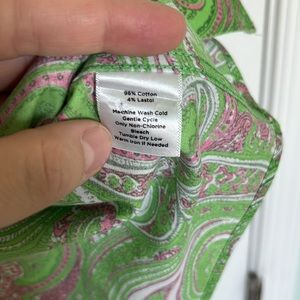 96% Cotton
4% Lastol
Machine Wash Cold
Gentle Cycle
Only Non-Chlorine
Bleach
Tumble Dry Low
Warm Iron if Needed